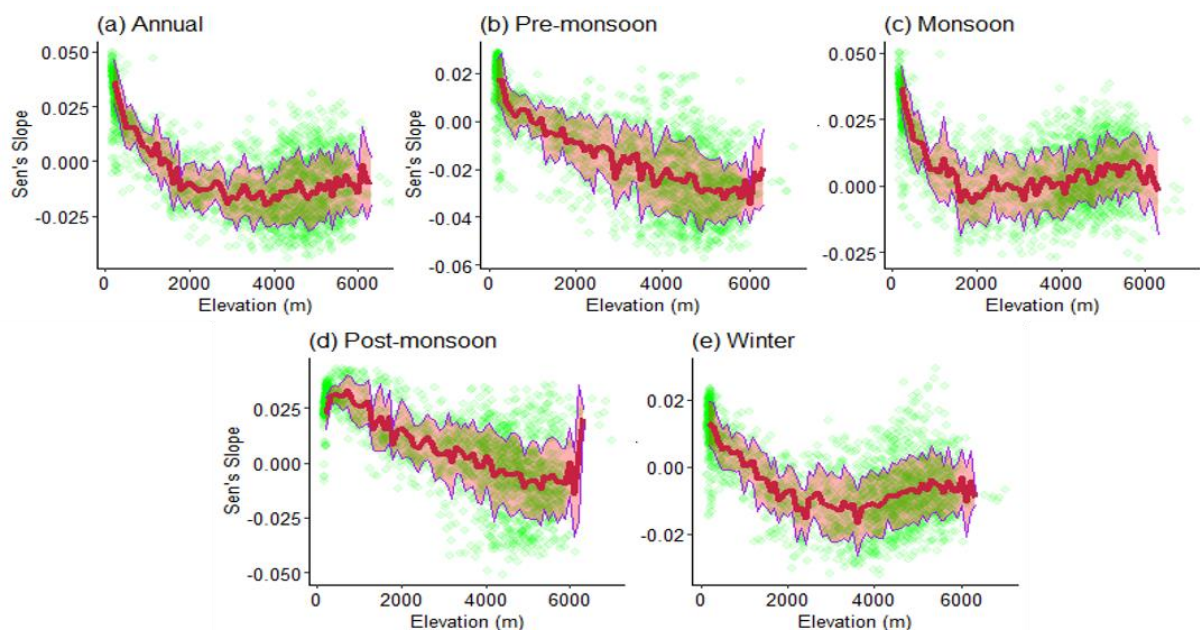 (a) Annual
0.050
0.025
0.000
-0.025
Sen's Slope
0 2000 4000 6000
Elevation (m)
(b) Pre-monsoon
0.02
0.00
-0.02
-0.04
-0.06
Sen's Slope
0 2000 4000 6000
Elevation (m)
(c) Monsoon
0.050
0.025
0.000
-0.025
0 2000 4000 6000
Elevation (m)
(d) Post-monsoon
0.025
0.000
-0.025
-0.050
Sen's Slope
0 2000 4000 6000
Elevation (m)
(e) Winter
0.02
0.00
-0.02
0 2000 4000 6000
Elevation (m)